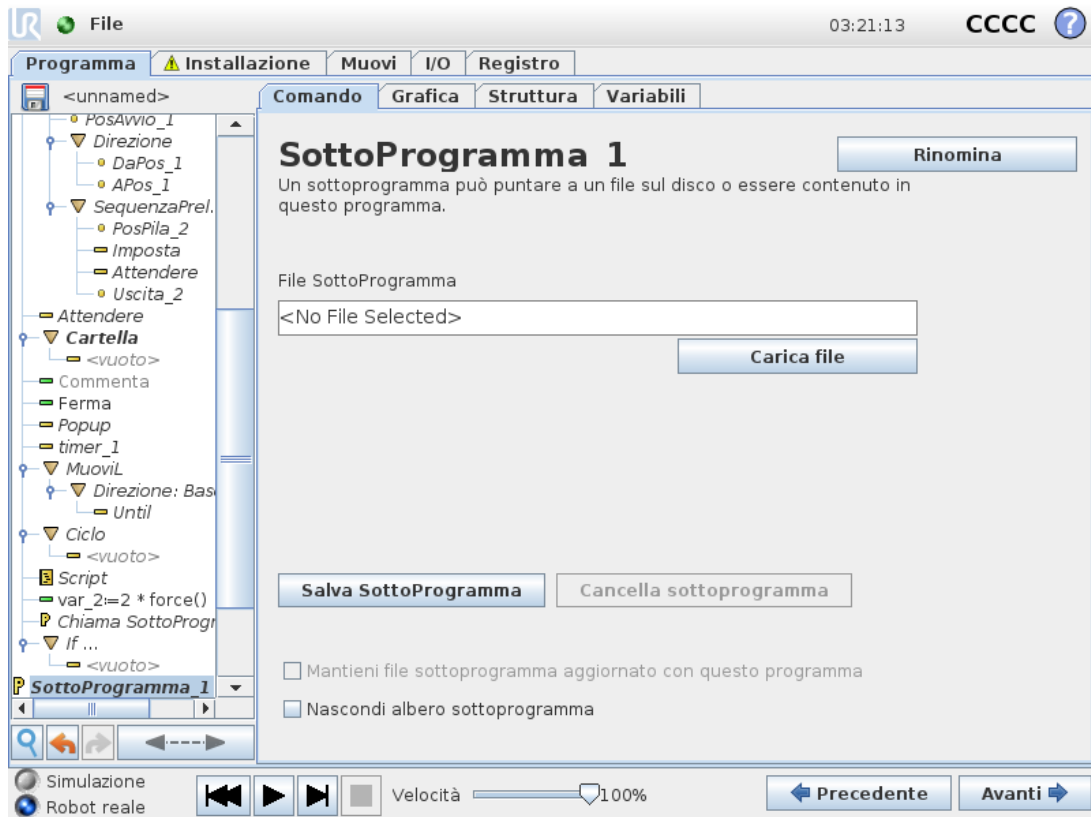 UR File 03:21:13 CCCC ?
Programma Installazione Muovi I/O Registro
<unnamed>
Comando Grafica Struttura Variabili
PosAvvio_1
Direzione
DaPos_1
APos_1
SequenzaPrel.
PosPila_2
Imposta
Attendere
Uscita_2
Attendere
Cartella
<vuoto>
Commenta
Ferma
Popup
timer_1
MuoviL
Direzione: Bas
Until
Ciclo
<vuoto>
Script
var_2:=2 * force()
Chiama SottoProgr
If ...
<vuoto>
SottoProgramma_1
SottoProgramma 1
Rinomina
Un sottoprogramma può puntare a un file sul disco o essere contenuto in
questo programma.
File SottoProgramma
<No File Selected>
Carica file
Salva SottoProgramma Cancella sottoprogramma
Mantieni file sottoprogramma aggiornato con questo programma
Nascondi albero sottoprogramma
Simulazione
Robot reale
Velocità 100%
Precedente Avanti